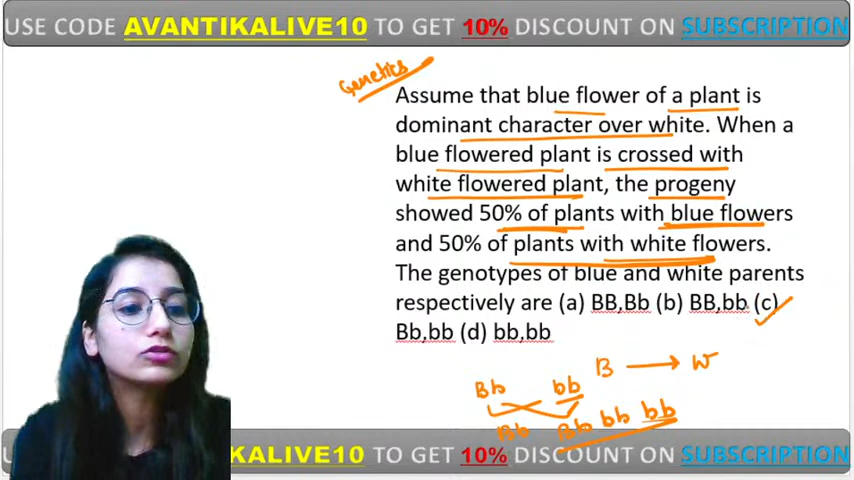 USE CODE AVANTIKALIVE10 TO GET 10% DISCOUNT ON SUBSCRIPTION
Genetics
Assume that blue flower of a plant is
dominant character over white. When a
blue flowered plant is crossed with
white flowered plant, the progeny
showed 50% of plants with blue flowers
and 50% of plants with white flowers.
The genotypes of blue and white parents
respectively are (a) BB,Bb (b) BB,bb (c)
Bb,bb (d) bb,bb
B → W
Bb bb
Bb Bb bb bb
KALIVE10 TO GET 10% DISCOUNT ON SUBSCRIPTION